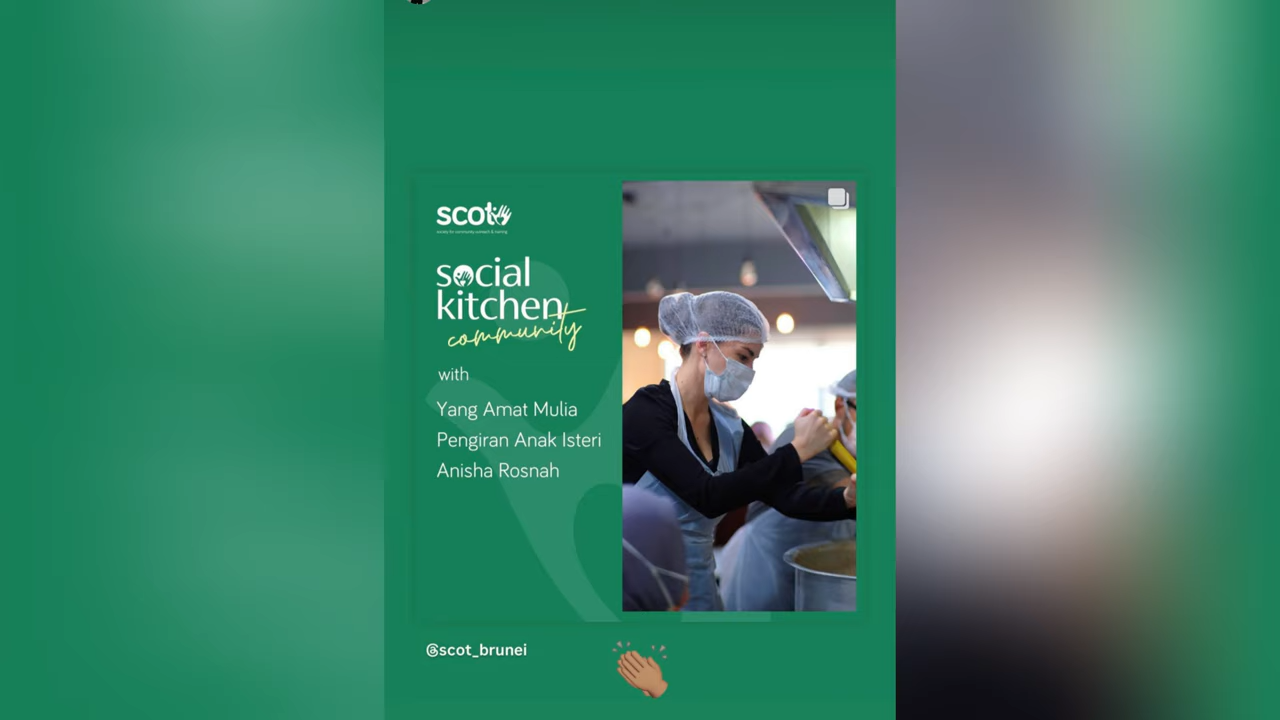 scot
society for community outreach & training
social
kitchen
community
with
Yang Amat Mulia
Pengiran Anak Isteri
Anisha Rosnah
@scot_brunei